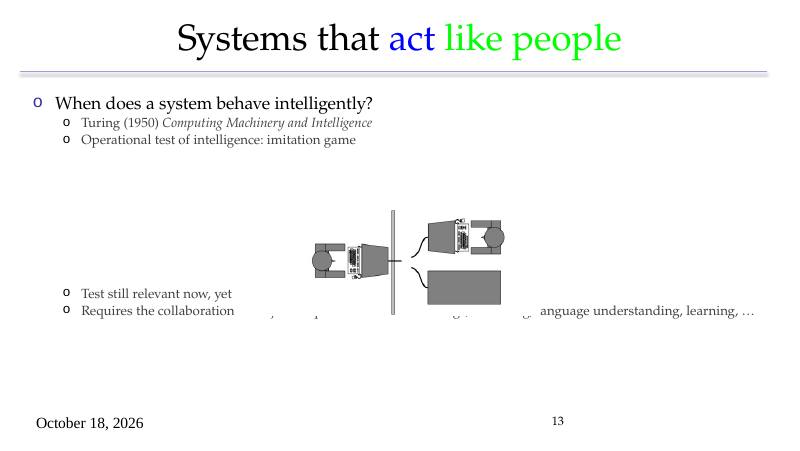 Systems that act like people
o When does a system behave intelligently?
o Turing (1950) Computing Machinery and Intelligence
o Operational test of intelligence: imitation game
o Test still relevant now, yet
o Requires the collaboration anguage understanding, learning, …
October 18, 2026
13